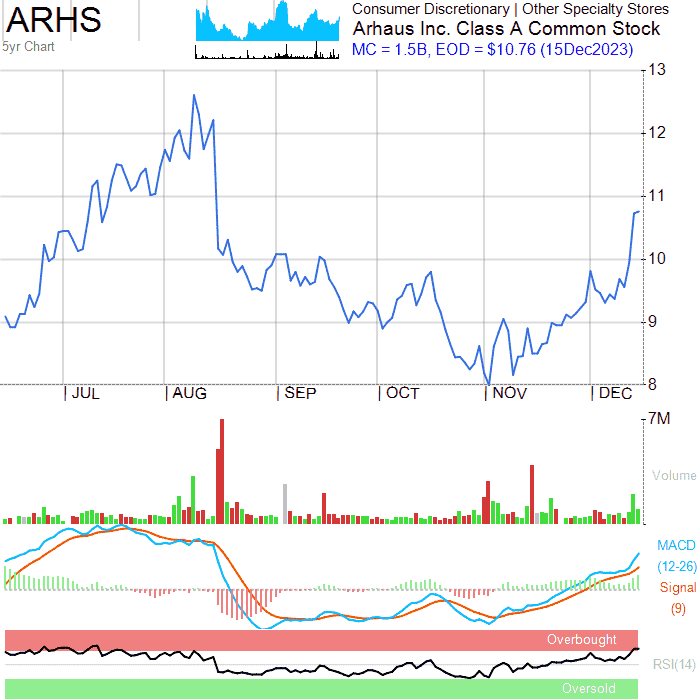 ARHS
5yr Chart
Consumer Discretionary | Other Specialty Stores
Arhaus Inc. Class A Common Stock
MC = 1.5B, EOD = $10.76 (15Dec2023)
13
12
11
10
9
8
JUL AUG SEP OCT NOV DEC
7M
Volume
MACD
(12-26)
Signal
(9)
Overbought
RSI(14)
Oversold